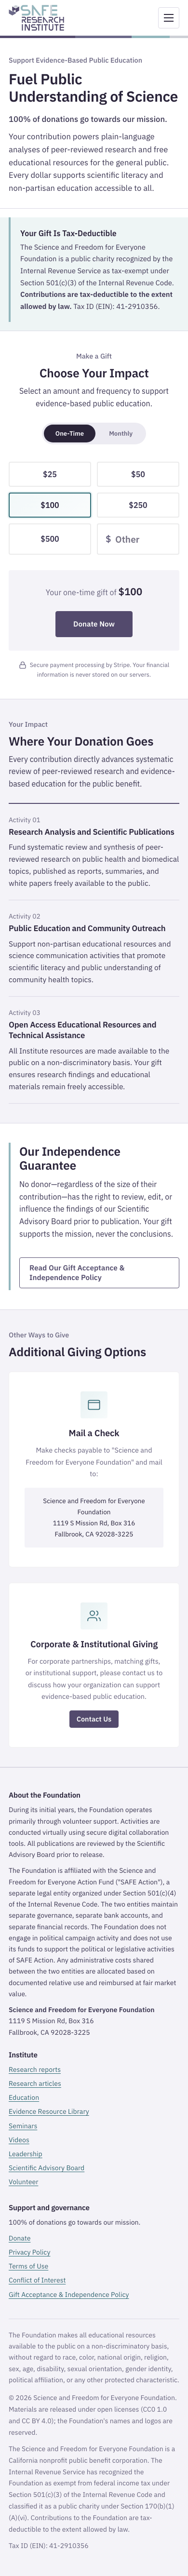 SAFE
RESEARCH
INSTITUTE
Support Evidence-Based Public Education
Fuel Public
Understanding of Science
100% of donations go towards our mission.
Your contribution powers plain-language
analyses of peer-reviewed research and free
educational resources for the general public.
Every dollar supports scientific literacy and
non-partisan education accessible to all.
Your Gift Is Tax-Deductible
The Science and Freedom for Everyone
Foundation is a public charity recognized by the
Internal Revenue Service as tax-exempt under
Section 501(c)(3) of the Internal Revenue Code.
Contributions are tax-deductible to the extent
allowed by law. Tax ID (EIN): 41-2910356.
Make a Gift
Choose Your Impact
Select an amount and frequency to support
evidence-based public education.
One-Time
Monthly
$25
$50
$100
$250
$500
$ Other
Your one-time gift of $100
Donate Now
Secure payment processing by Stripe. Your financial
information is never stored on our servers.
Your Impact
Where Your Donation Goes
Every contribution directly advances systematic
review of peer-reviewed research and evidence-
based education for the public benefit.
Activity 01
Research Analysis and Scientific Publications
Fund systematic review and synthesis of peer-
reviewed research on public health and biomedical
topics, published as reports, summaries, and
white papers freely available to the public.
Activity 02
Public Education and Community Outreach
Support non-partisan educational resources and
science communication activities that promote
scientific literacy and public understanding of
community health topics.
Activity 03
Open Access Educational Resources and
Technical Assistance
All Institute resources are made available to the
public on a non-discriminatory basis. Your gift
ensures research findings and educational
materials remain freely accessible.
Our Independence
Guarantee
No donor—regardless of the size of their
contribution—has the right to review, edit, or
influence the findings of our Scientific
Advisory Board prior to publication. Your gift
supports the mission, never the conclusions.
Read Our Gift Acceptance &
Independence Policy
Other Ways to Give
Additional Giving Options
Mail a Check
Make checks payable to "Science and
Freedom for Everyone Foundation" and mail
to:
Science and Freedom for Everyone
Foundation
1119 S Mission Rd, Box 316
Fallbrook, CA 92028-3225
Corporate & Institutional Giving
For corporate partnerships, matching gifts,
or institutional support, please contact us to
discuss how your organization can support
evidence-based public education.
Contact Us
About the Foundation
During its initial years, the Foundation operates
primarily through volunteer support. Activities are
conducted virtually using secure digital collaboration
tools. All publications are reviewed by the Scientific
Advisory Board prior to release.
The Foundation is affiliated with the Science and
Freedom for Everyone Action Fund ("SAFE Action"), a
separate legal entity organized under Section 501(c)(4)
of the Internal Revenue Code. The two entities maintain
separate governance, separate bank accounts, and
separate financial records. The Foundation does not
engage in political campaign activity and does not use
its funds to support the political or legislative activities
of SAFE Action. Any administrative costs shared
between the two entities are allocated based on
documented relative use and reimbursed at fair market
value.
Science and Freedom for Everyone Foundation
1119 S Mission Rd, Box 316
Fallbrook, CA 92028-3225
Institute
Research reports
Research articles
Education
Evidence Resource Library
Seminars
Videos
Leadership
Scientific Advisory Board
Volunteer
Support and governance
100% of donations go towards our mission.
Donate
Privacy Policy
Terms of Use
Conflict of Interest
Gift Acceptance & Independence Policy
The Foundation makes all educational resources
available to the public on a non-discriminatory basis,
without regard to race, color, national origin, religion,
sex, age, disability, sexual orientation, gender identity,
political affiliation, or any other protected characteristic.
© 2026 Science and Freedom for Everyone Foundation.
Materials are released under open licenses (CC0 1.0
and CC BY 4.0); the Foundation's names and logos are
reserved.
The Science and Freedom for Everyone Foundation is a
California nonprofit public benefit corporation. The
Internal Revenue Service has recognized the
Foundation as exempt from federal income tax under
Section 501(c)(3) of the Internal Revenue Code and
classified it as a public charity under Section 170(b)(1)
(A)(vi). Contributions to the Foundation are tax-
deductible to the extent allowed by law.
Tax ID (EIN): 41-2910356